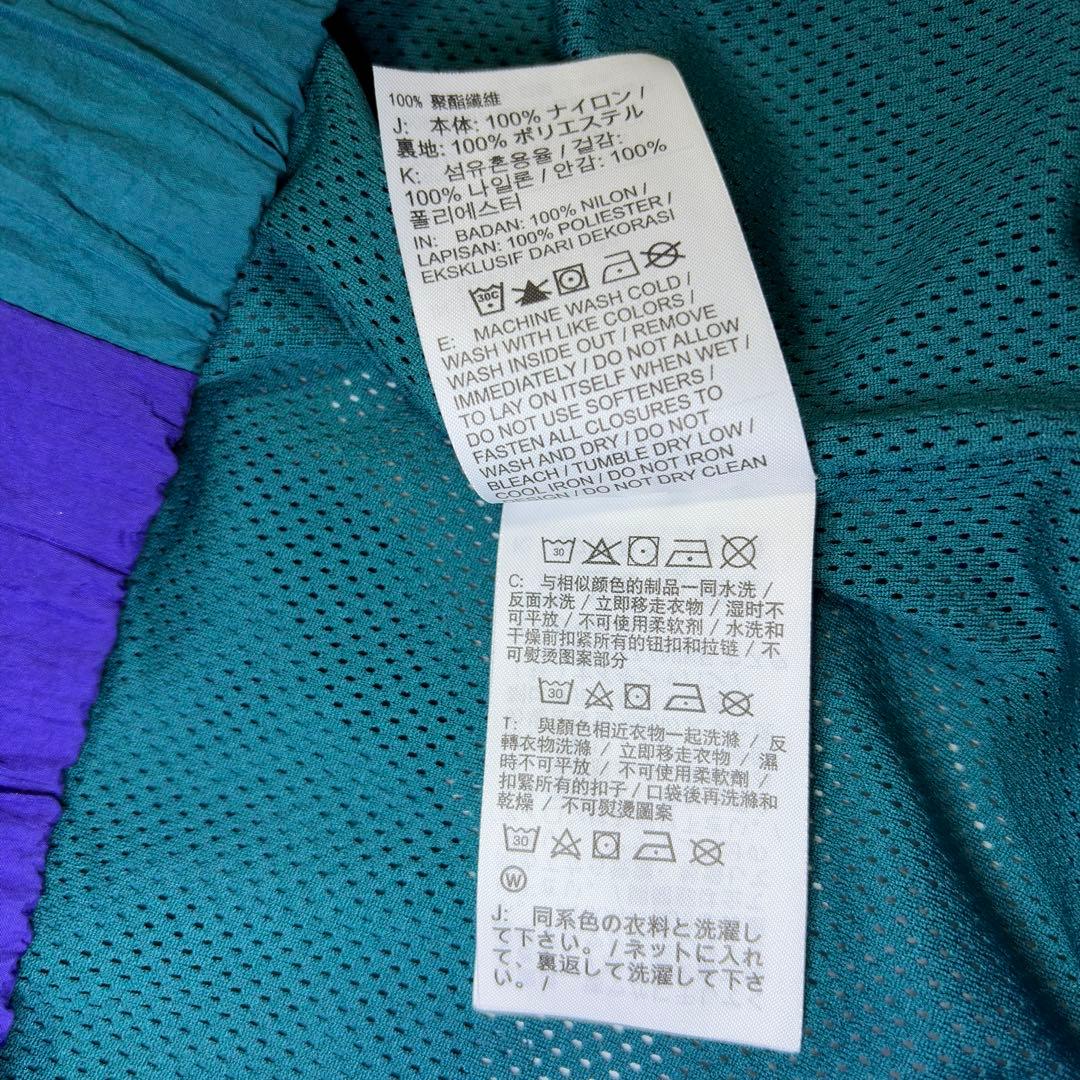 100% 聚酯纖維
J: 本体: 100% ナイロン /
裏地: 100% ポリエステル
K: 섬유혼용율 / 겉감:
100% 나일론 / 안감: 100%
폴리에스터
IN: BADAN: 100% NILON /
LAPISAN: 100% POLIESTER /
EKSKLUSIF DARI DEKORASI
30C
E: MACHINE WASH COLD /
WASH WITH LIKE COLORS /
WASH INSIDE OUT / REMOVE
IMMEDIATELY / DO NOT ALLOW
TO LAY ON ITSELF WHEN WET /
DO NOT USE SOFTENERS /
FASTEN ALL CLOSURES TO
WASH AND DRY / DO NOT
BLEACH / TUMBLE DRY LOW /
COOL IRON / DO NOT IRON
DESIGN / DO NOT DRY CLEAN
30
C: 与相似颜色的制品一同水洗 /
反面水洗 / 立即移走衣物 / 湿时不
可平放 / 不可使用柔软剂 / 水洗和
干燥前扣紧所有的钮扣和拉链 / 不
可熨烫图案部分
30
T: 與顏色相近衣物一起洗滌 / 反
轉衣物洗滌 / 立即移走衣物 / 濕
時不可平放 / 不可使用柔軟劑 /
扣緊所有的扣子 / 口袋後再洗滌和
乾燥 / 不可熨燙圖案
30
W
J: 同系色の衣料と洗濯し
て下さい。 / ネットに入れ
て、裏返して洗濯して下さ
い。 /